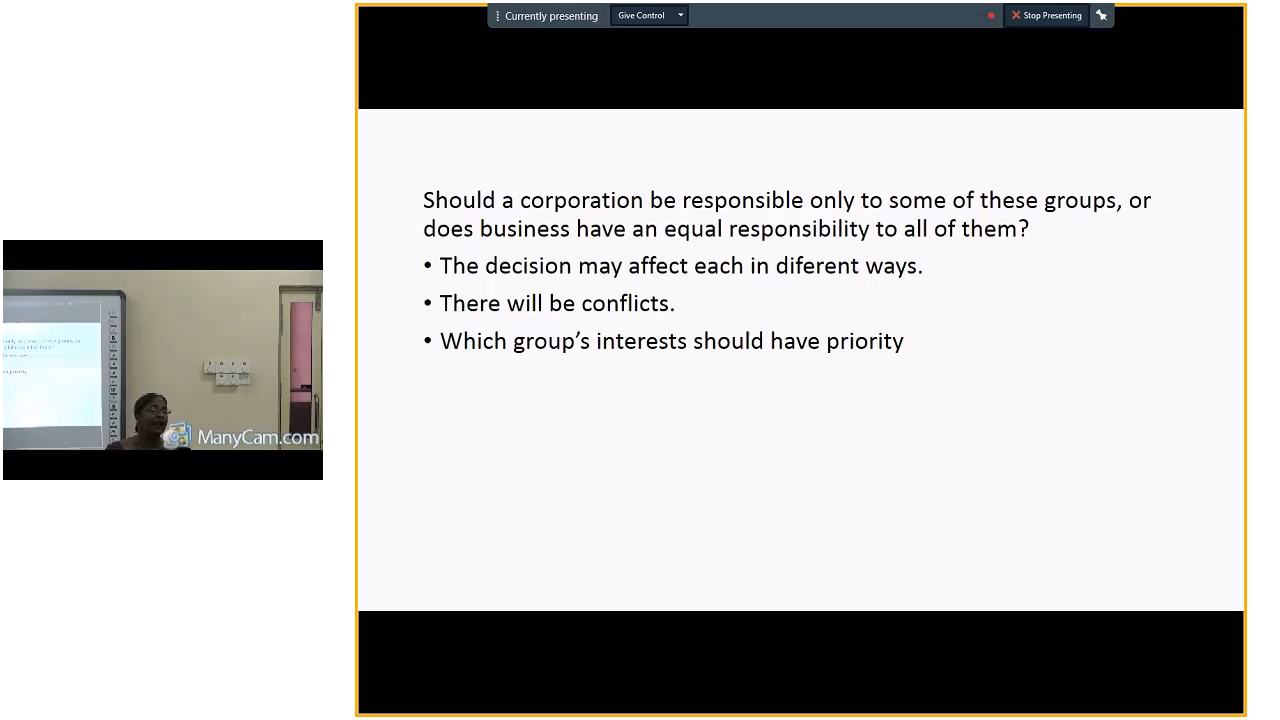 Currently presenting
Give Control
Stop Presenting
Should a corporation be responsible only to some of these groups, or
does business have an equal responsibility to all of them?
• The decision may affect each in diferent ways.
• There will be conflicts.
• Which group’s interests should have priority
ManyCam.com